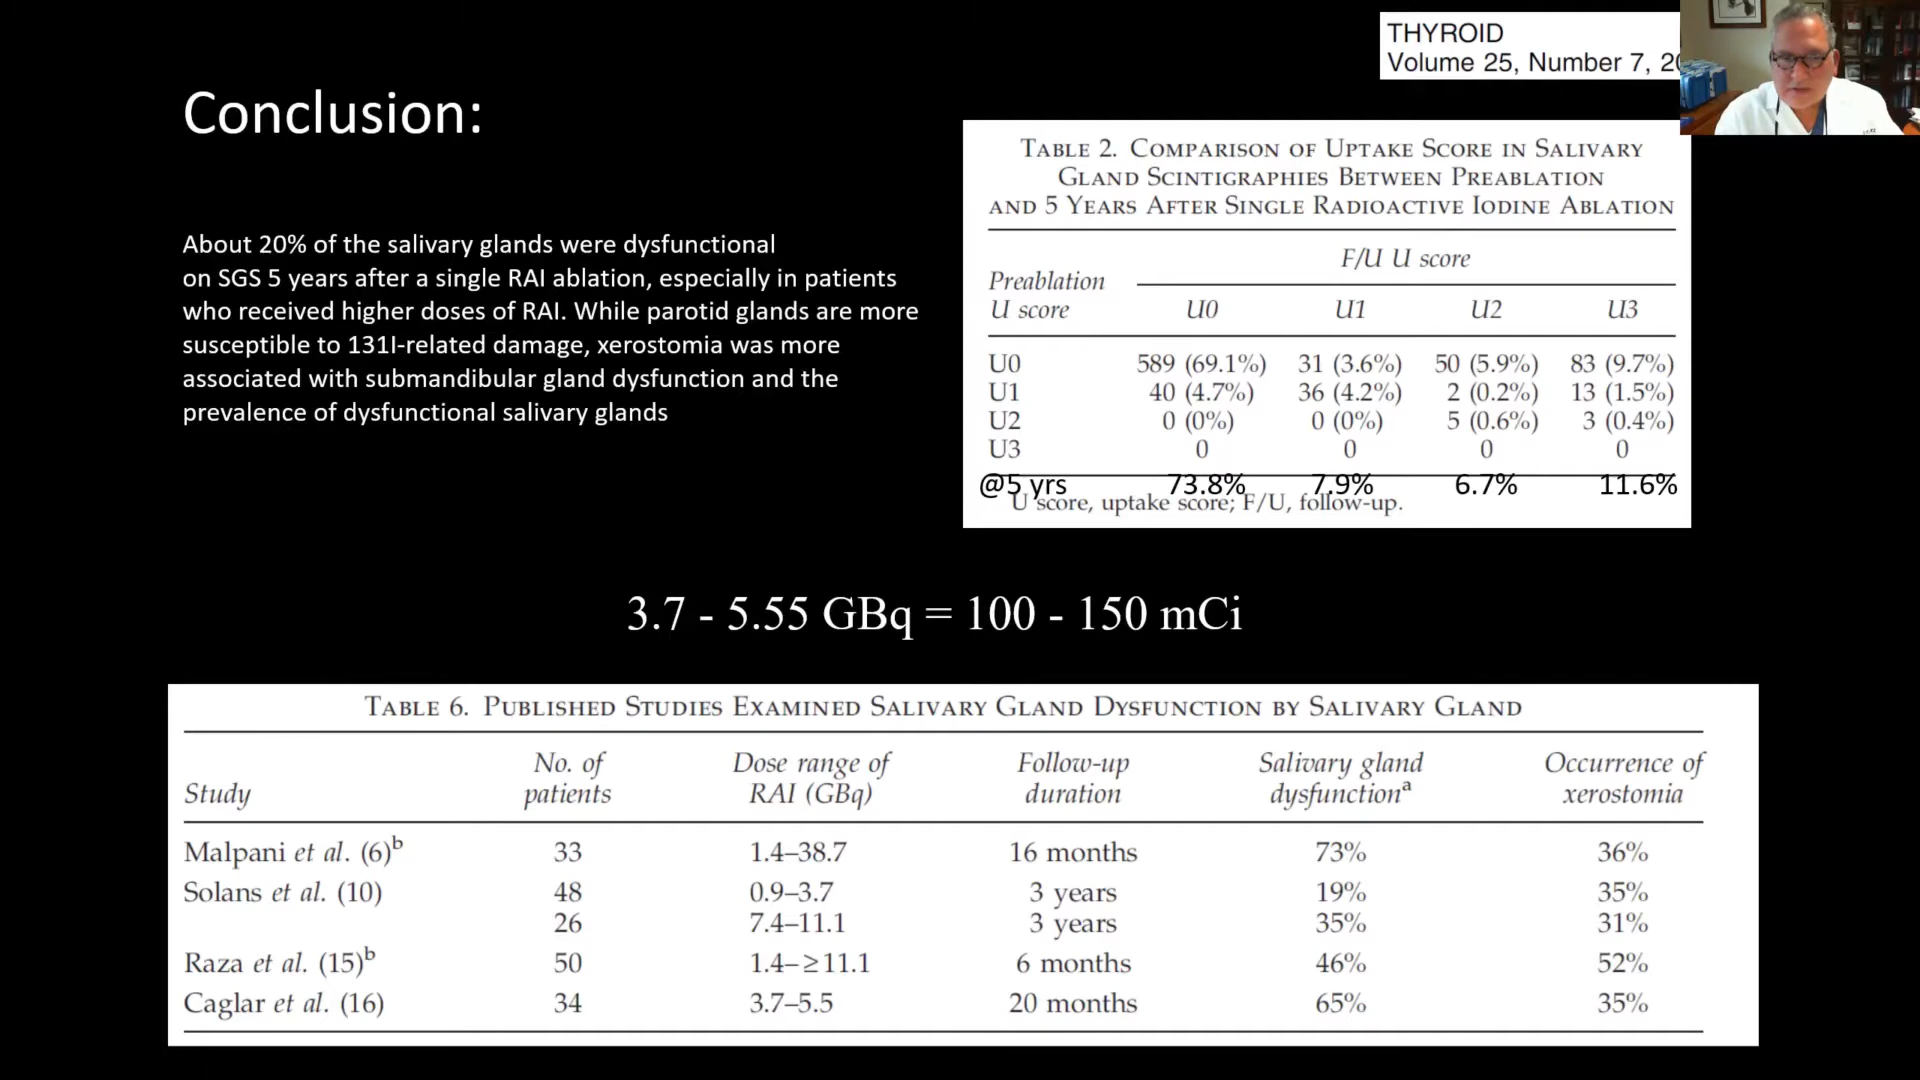 THYROID
Volume 25, Number 7,
Conclusion:
About 20% of the salivary glands were dysfunctional
on SGS 5 years after a single RAI ablation, especially in patients
who received higher doses of RAI. While parotid glands are more
susceptible to 131I-related damage, xerostomia was more
associated with submandibular gland dysfunction and the
prevalence of dysfunctional salivary glands
TABLE 2. COMPARISON OF UPTAKE SCORE IN SALIVARY
GLAND SCINTIGRAPHIES BETWEEN PREABLATION
AND 5 YEARS AFTER SINGLE RADIOACTIVE IODINE ABLATION
F/U U score
Preablation
U score U0 U1 U2 U3
U0 589 (69.1%) 31 (3.6%) 50 (5.9%) 83 (9.7%)
U1 40 (4.7%) 36 (4.2%) 2 (0.2%) 13 (1.5%)
U2 0 (0%) 0 (0%) 5 (0.6%) 3 (0.4%)
U3 0 0 0 0
@5 yrs 73.8% 7.9% 6.7% 11.6%
U score, uptake score; F/U, follow-up.
3.7 - 5.55 GBq = 100 - 150 mCi
TABLE 6. PUBLISHED STUDIES EXAMINED SALIVARY GLAND DYSFUNCTION BY SALIVARY GLAND
No. of Dose range of Follow-up Salivary gland Occurrence of
Study patients RAI (GBq) duration dysfunctionᵃ xerostomia
Malpani et al. (6)ᵇ 33 1.4–38.7 16 months 73% 36%
Solans et al. (10) 48 0.9–3.7 3 years 19% 35%
26 7.4–11.1 3 years 35% 31%
Raza et al. (15)ᵇ 50 1.4–≥11.1 6 months 46% 52%
Caglar et al. (16) 34 3.7–5.5 20 months 65% 35%